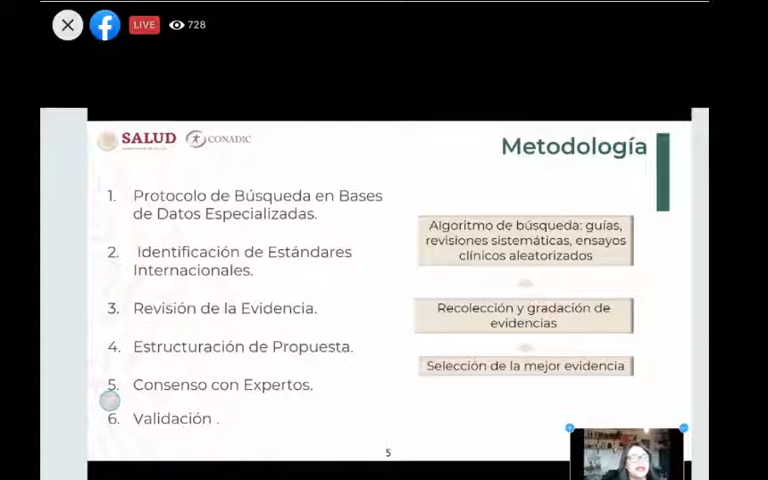 LIVE 728
SALUD CONADIC
Metodología
1. Protocolo de Búsqueda en Bases
de Datos Especializadas.
2. Identificación de Estándares
Internacionales.
3. Revisión de la Evidencia.
4. Estructuración de Propuesta.
5. Consenso con Expertos.
6. Validación .
Algoritmo de búsqueda: guías,
revisiones sistemáticas, ensayos
clínicos aleatorizados
Recolección y gradación de
evidencias
Selección de la mejor evidencia
5